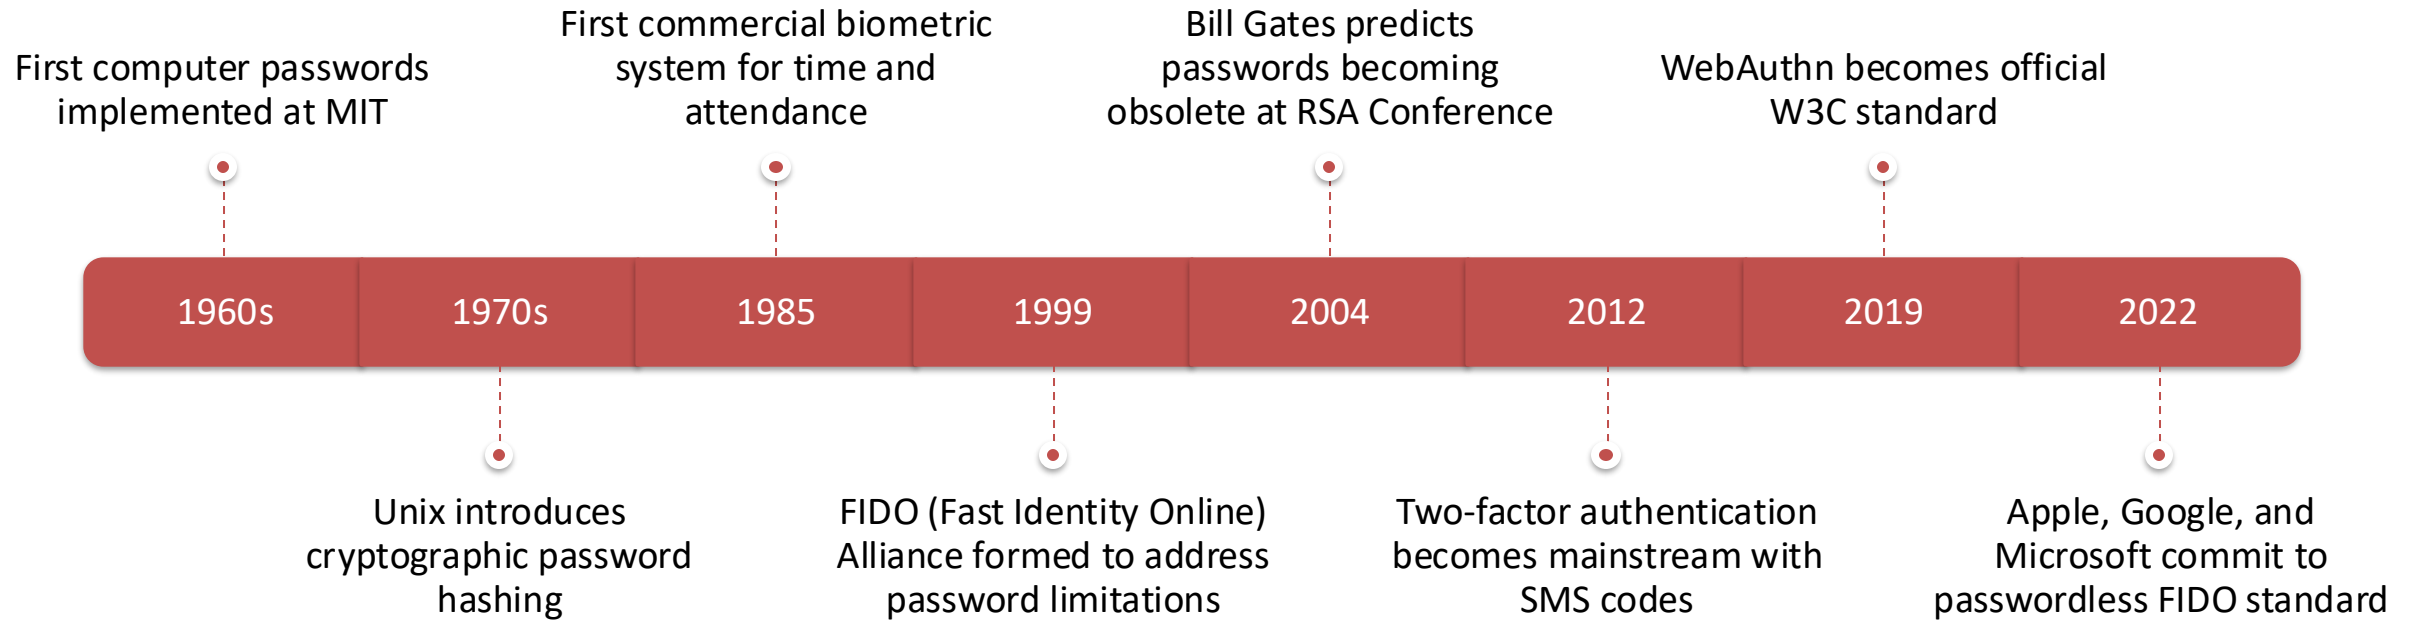 First computer passwords
implemented at MIT
First commercial biometric
system for time and
attendance
Bill Gates predicts
passwords becoming
obsolete at RSA Conference
WebAuthn becomes official
W3C standard
1960s
1970s
1985
1999
2004
2012
2019
2022
Unix introduces
cryptographic password
hashing
FIDO (Fast Identity Online)
Alliance formed to address
password limitations
Two-factor authentication
becomes mainstream with
SMS codes
Apple, Google, and
Microsoft commit to
passwordless FIDO standard